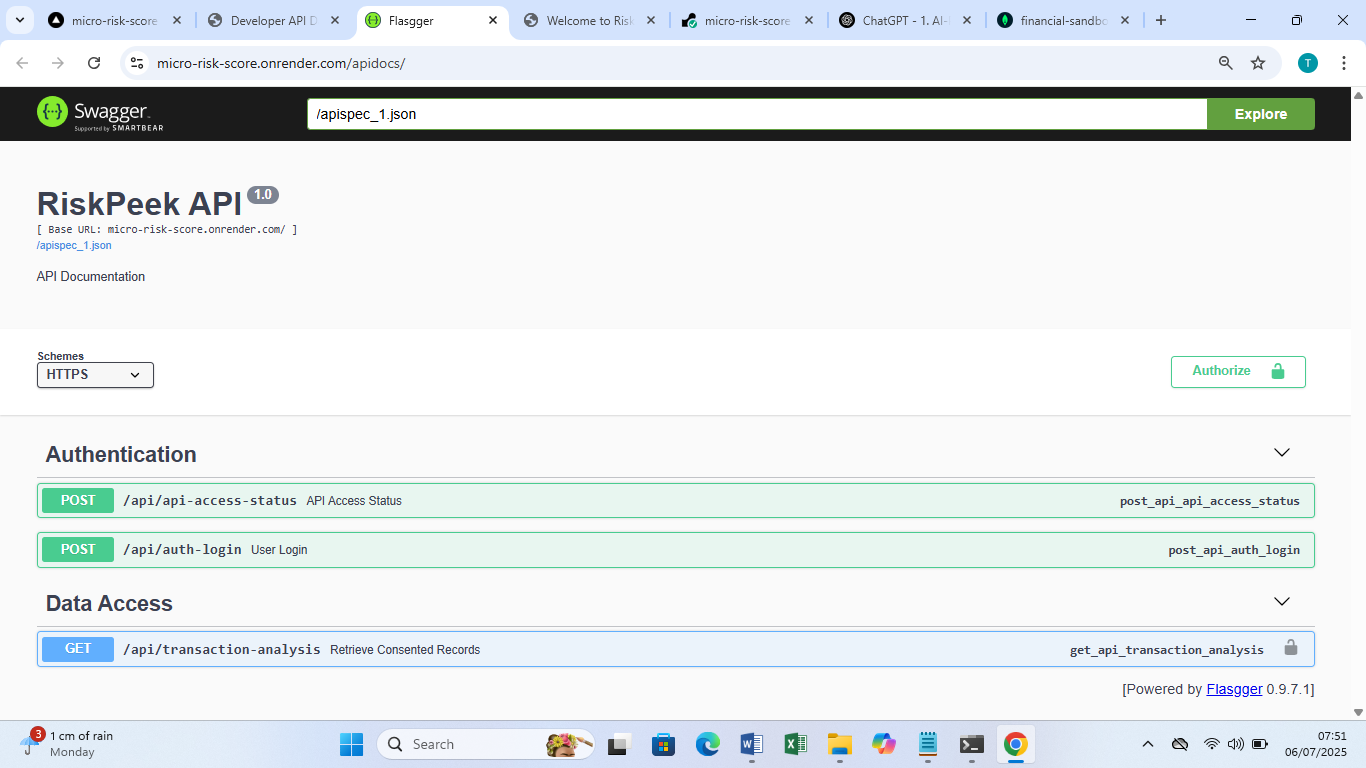 micro-risk-score
Developer API D
Flasgger
Welcome to Risk
micro-risk-score
ChatGPT - 1. AI-
financial-sandbo
micro-risk-score.onrender.com/apidocs/
T
Swagger
Supported by SMARTBEAR
/apispec_1.json
Explore
RiskPeek API 1.0
[ Base URL: micro-risk-score.onrender.com/ ]
/apispec_1.json
API Documentation
Schemes
HTTPS
Authorize
Authentication
POST /api/api-access-status API Access Status post_api_api_access_status
POST /api/auth-login User Login post_api_auth_login
Data Access
GET /api/transaction-analysis Retrieve Consented Records get_api_transaction_analysis
[Powered by Flasgger 0.9.7.1]
3
1 cm of rain
Monday
Search
07:51
06/07/2025